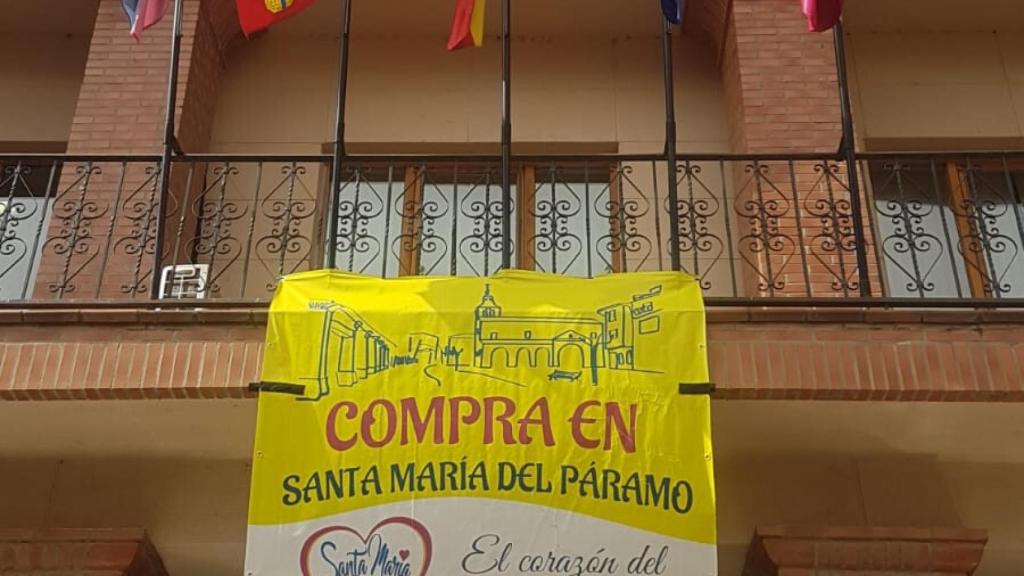 COMPRA EN
SANTA MARÍA DEL PÁRAMO
Santa María
El corazón del